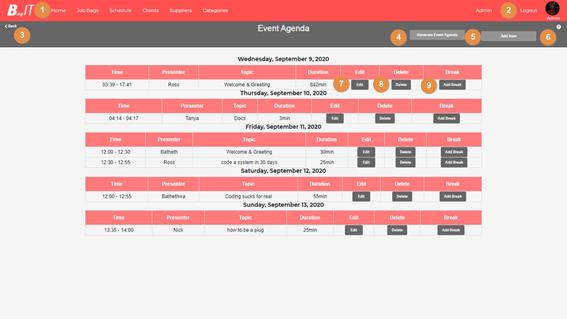 BagIT 1 Home Job Bags Schedule Clients Suppliers Categories Admin 2 Logout
Admin
< Back Event Agenda ?
3 4 Generate Event Agenda 5 Add Item 6
Wednesday, September 9, 2020
Time Presenter Topic Duration Edit Delete Break
03:39 - 17:41 Ross Welcome & Greeting 842min 7 Edit 8 Delete 9 Add Break
Thursday, September 10, 2020
Time Presenter Topic Duration Edit Delete Break
04:14 - 04:17 Tanya Docs 3min Edit Delete Add Break
Friday, September 11, 2020
Time Presenter Topic Duration Edit Delete Break
12:00 - 12:30 Batheth Welcome & Greeting 30min Edit Delete Add Break
12:30 - 12:55 Ross code a system in 30 days 25min Edit Delete Add Break
Saturday, September 12, 2020
Time Presenter Topic Duration Edit Delete Break
12:00 - 12:55 Bathethwa Coding sucks for real 55min Edit Delete Add Break
Sunday, September 13, 2020
Time Presenter Topic Duration Edit Delete Break
13:35 - 14:00 Nick how to be a plug 25min Edit Delete Add Break